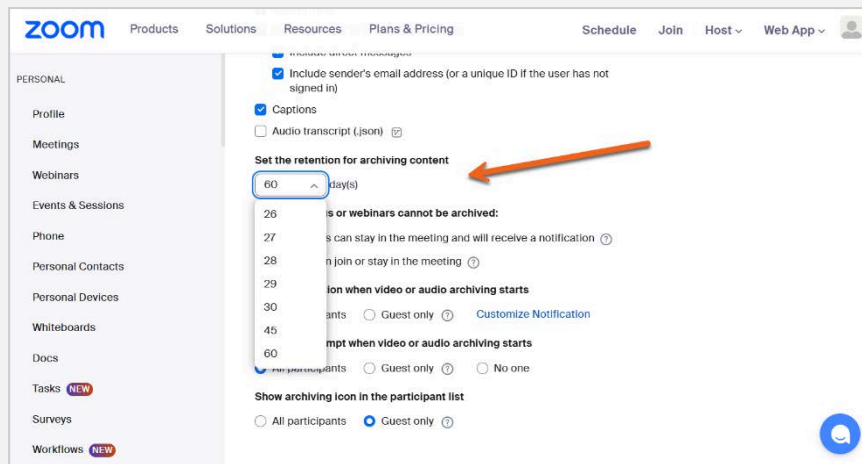 zoom Products Solutions Resources Plans & Pricing Schedule Join Host Web App
PERSONAL
Profile
Meetings
Webinars
Events & Sessions
Phone
Personal Contacts
Personal Devices
Whiteboards
Docs
Tasks NEW
Surveys
Workflows NEW
Include direct messages
Include sender's email address (or a unique ID if the user has not
signed in)
Captions
Audio transcript (.json)
Set the retention for archiving content
60 day(s)
26
27
28
29
30
45
60
or webinars cannot be archived:
can stay in the meeting and will receive a notification
join or stay in the meeting
when video or audio archiving starts
Guest only Customize Notification
when video or audio archiving starts
All participants Guest only No one
Show archiving icon in the participant list
All participants Guest only